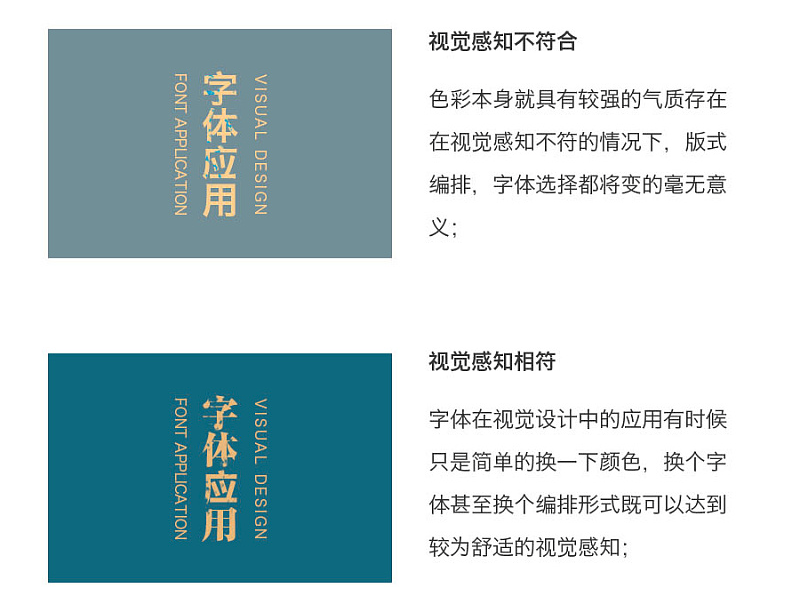 VISUAL DESIGN
字体应用
FONT APPLICATION
视觉感知不符合
色彩本身就具有较强的气质存在
在视觉感知不符的情况下，版式
编排，字体选择都将变的毫无意
义；
VISUAL DESIGN
字体应用
FONT APPLICATION
视觉感知相符
字体在视觉设计中的应用有时候
只是简单的换一下颜色，换个字
体甚至换个编排形式既可以达到
较为舒适的视觉感知；